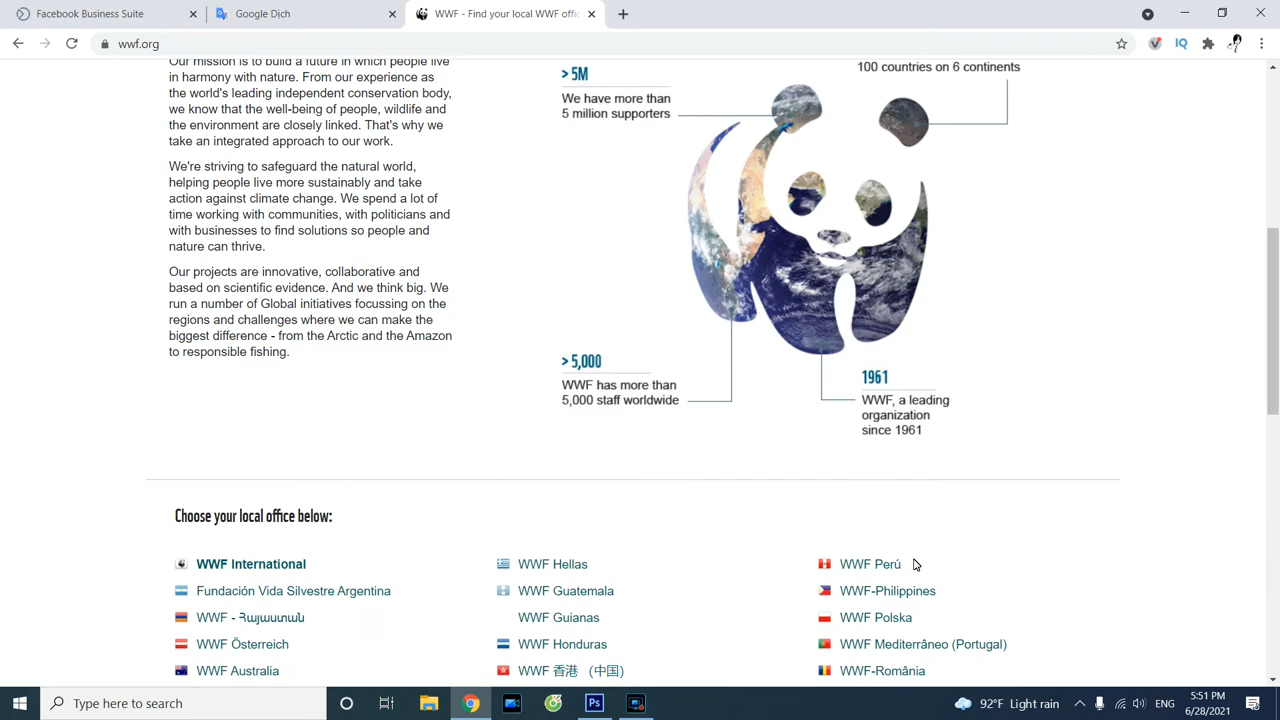 Facebook Business Suite
Google Dịch
WWF - Find your local WWF offic
wwf.org
Our mission is to build a future in which people live
in harmony with nature. From our experience as
the world's leading independent conservation body,
we know that the well-being of people, wildlife and
the environment are closely linked. That's why we
take an integrated approach to our work.
We're striving to safeguard the natural world,
helping people live more sustainably and take
action against climate change. We spend a lot of
time working with communities, with politicians and
with businesses to find solutions so people and
nature can thrive.
Our projects are innovative, collaborative and
based on scientific evidence. And we think big. We
run a number of Global initiatives focussing on the
regions and challenges where we can make the
biggest difference - from the Arctic and the Amazon
to responsible fishing.
> 5M
We have more than
5 million supporters
100 countries on 6 continents
> 5,000
WWF has more than
5,000 staff worldwide
1961
WWF, a leading
organization
since 1961
Choose your local office below:
WWF International
Fundación Vida Silvestre Argentina
WWF - Հայաստան
WWF Österreich
WWF Australia
WWF Hellas
WWF Guatemala
WWF Guianas
WWF Honduras
WWF 香港 （中国）
WWF Perú
WWF-Philippines
WWF Polska
WWF Mediterrâneo (Portugal)
WWF-România
Type here to search
Ps
92°F Light rain
ENG
5:51 PM
6/28/2021
IQ